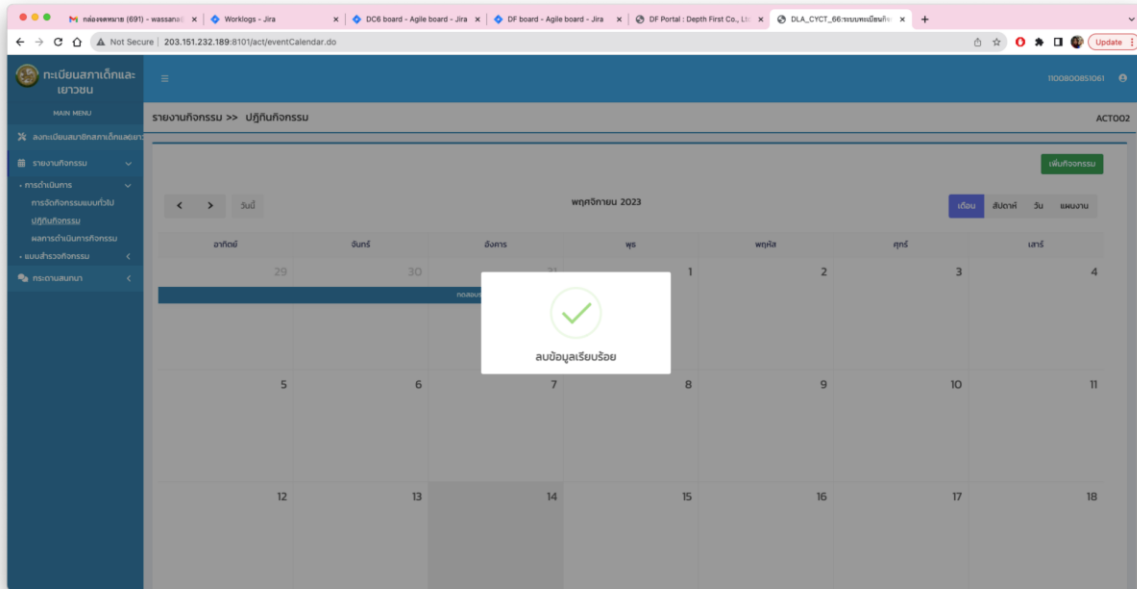 กล่องจดหมาย (691) - wassana
Worklogs - Jira
DC6 board - Agile board - Jira
DF board - Agile board - Jira
DF Portal : Depth First Co., Lt
DLA_CYCT_66:ระบบทะเบียนกิจ
Not Secure | 203.151.232.189:8101/act/eventCalendar.do
Update
ทะเบียนสภาเด็กและ
เยาวชน
1100800851061
MAIN MENU
รายงานกิจกรรม >> ปฎิทินกิจกรรม
ACT002
ลงทะเบียนสมาชิกสภาเด็กและเยาว
รายงานกิจกรรม
เพิ่มกิจกรรม
• การดำเนินการ
การจัดกิจกรรมแบบทั่วไป
ปฎิทินกิจกรรม
ผลการดำเนินการกิจกรรม
• แบบสำรวจกิจกรรม
กระดานสนทนา
< > วันนี้
พฤศจิกายน 2023
เดือน สัปดาห์ วัน แผนงาน
อาทิตย์ จันทร์ อังคาร พุธ พฤหัส ศุกร์ เสาร์
29 30 31 1 2 3 4
ทดสอบ
ลบข้อมูลเรียบร้อย
5 6 7 8 9 10 11
12 13 14 15 16 17 18